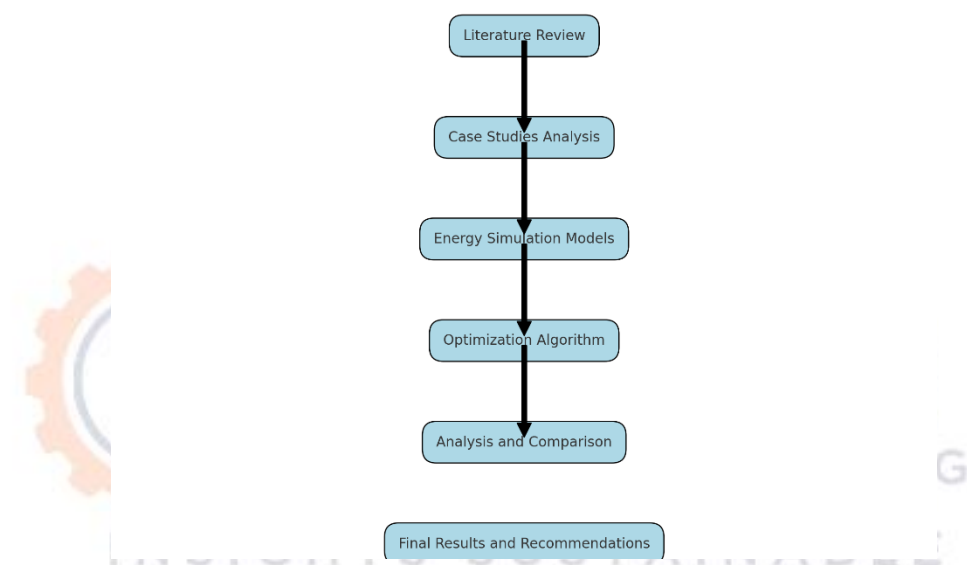 Literature Review
Case Studies Analysis
Energy Simulation Models
Optimization Algorithm
Analysis and Comparison
G
Final Results and Recommendations